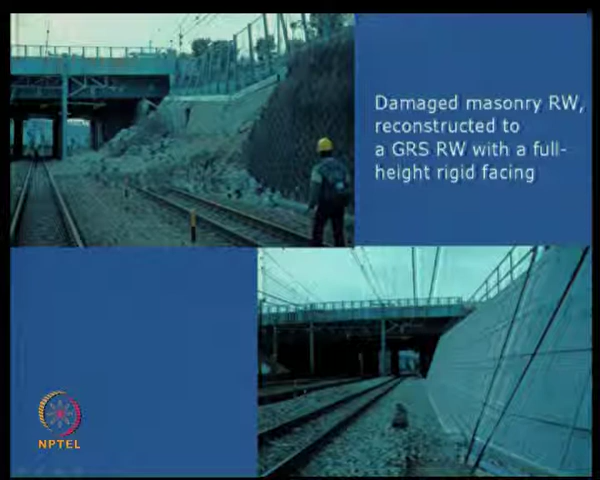 Damaged masonry RW,
reconstructed to
a GRS RW with a full-
height rigid facing
NPTEL